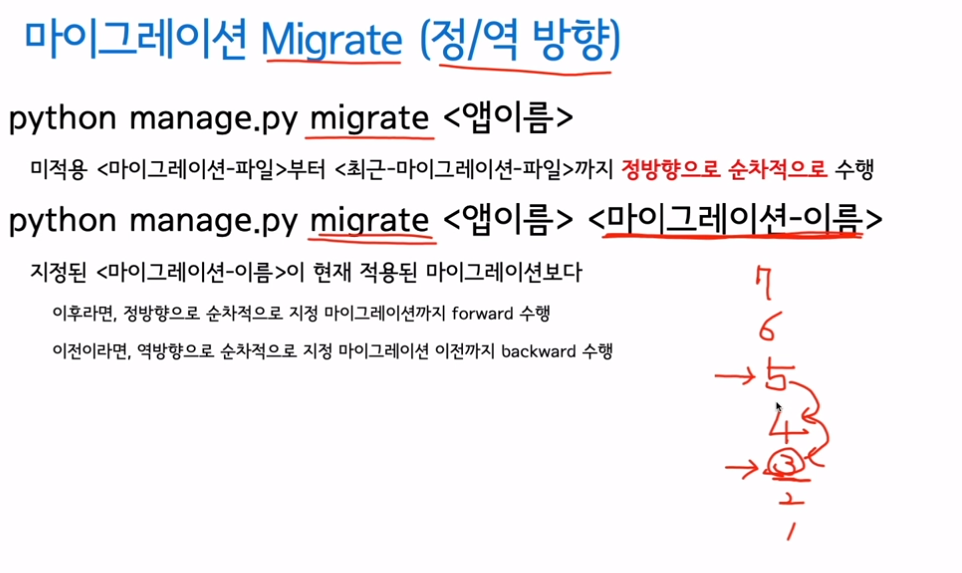 마이그레이션 Migrate (정/역 방향)
python manage.py migrate <앱이름>
미적용 <마이그레이션-파일>부터 <최근-마이그레이션-파일>까지 정방향으로 순차적으로 수행
python manage.py migrate <앱이름> <마이그레이션-이름>
지정된 <마이그레이션-이름>이 현재 적용된 마이그레이션보다
이후라면, 정방향으로 순차적으로 지정 마이그레이션까지 forward 수행
이전이라면, 역방향으로 순차적으로 지정 마이그레이션 이전까지 backward 수행
7
6
5
4
3
2
1